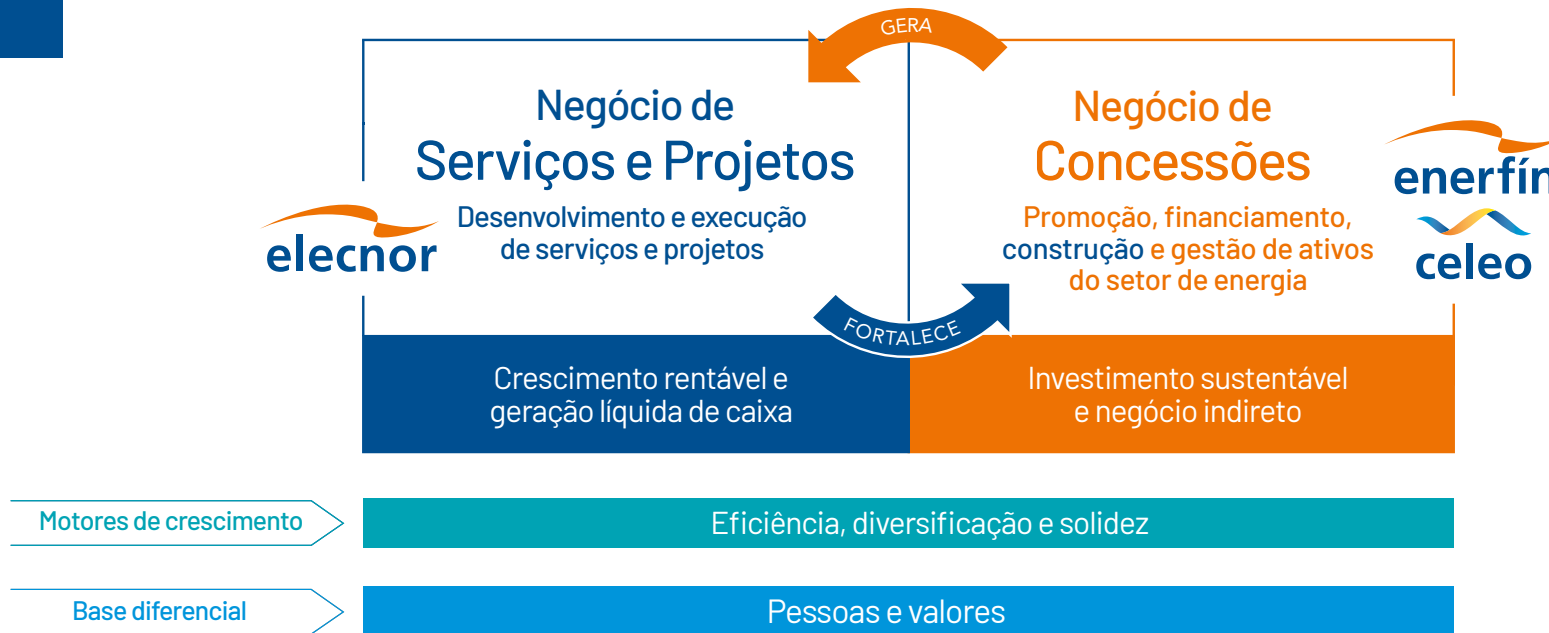 GERA
Negócio de
Serviços e Projetos
Desenvolvimento e execução
de serviços e projetos
elecnor
Negócio de
Concessões
Promoção, financiamento,
construção e gestão de ativos
do setor de energia
enerfín
celeo
FORTALECE
Crescimento rentável e
geração líquida de caixa
Investimento sustentável
e negócio indireto
Motores de crescimento
Eficiência, diversificação e solidez
Base diferencial
Pessoas e valores